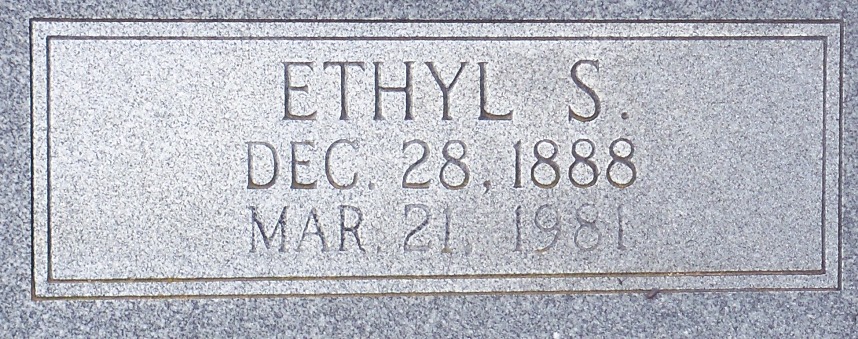 ETHYL S.
DEC. 28, 1888
MAR. 21, 1981